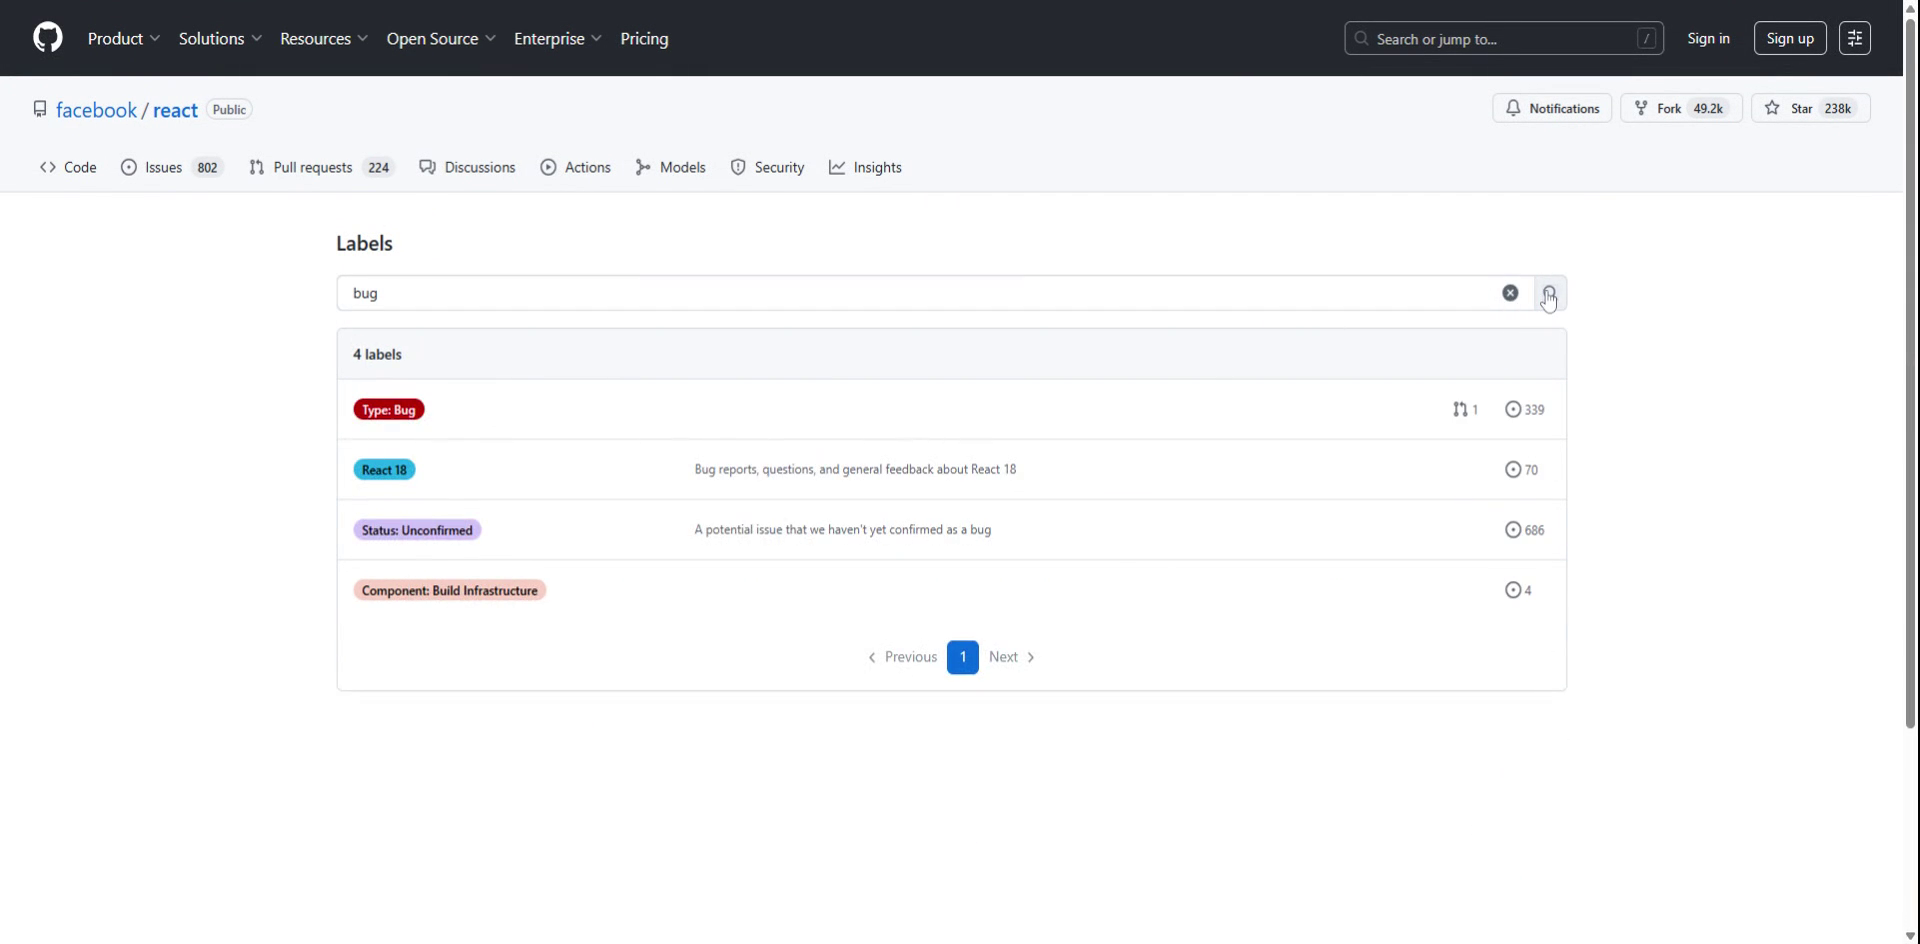 Product Solutions Resources Open Source Enterprise Pricing Search or jump to... / Sign in Sign up
facebook / react Public Notifications Fork 49.2k Star 238k
Code Issues 802 Pull requests 224 Discussions Actions Models Security Insights
Labels
bug
4 labels
Type: Bug 1 339
React 18 Bug reports, questions, and general feedback about React 18 70
Status: Unconfirmed A potential issue that we haven't yet confirmed as a bug 686
Component: Build Infrastructure 4
Previous 1 Next